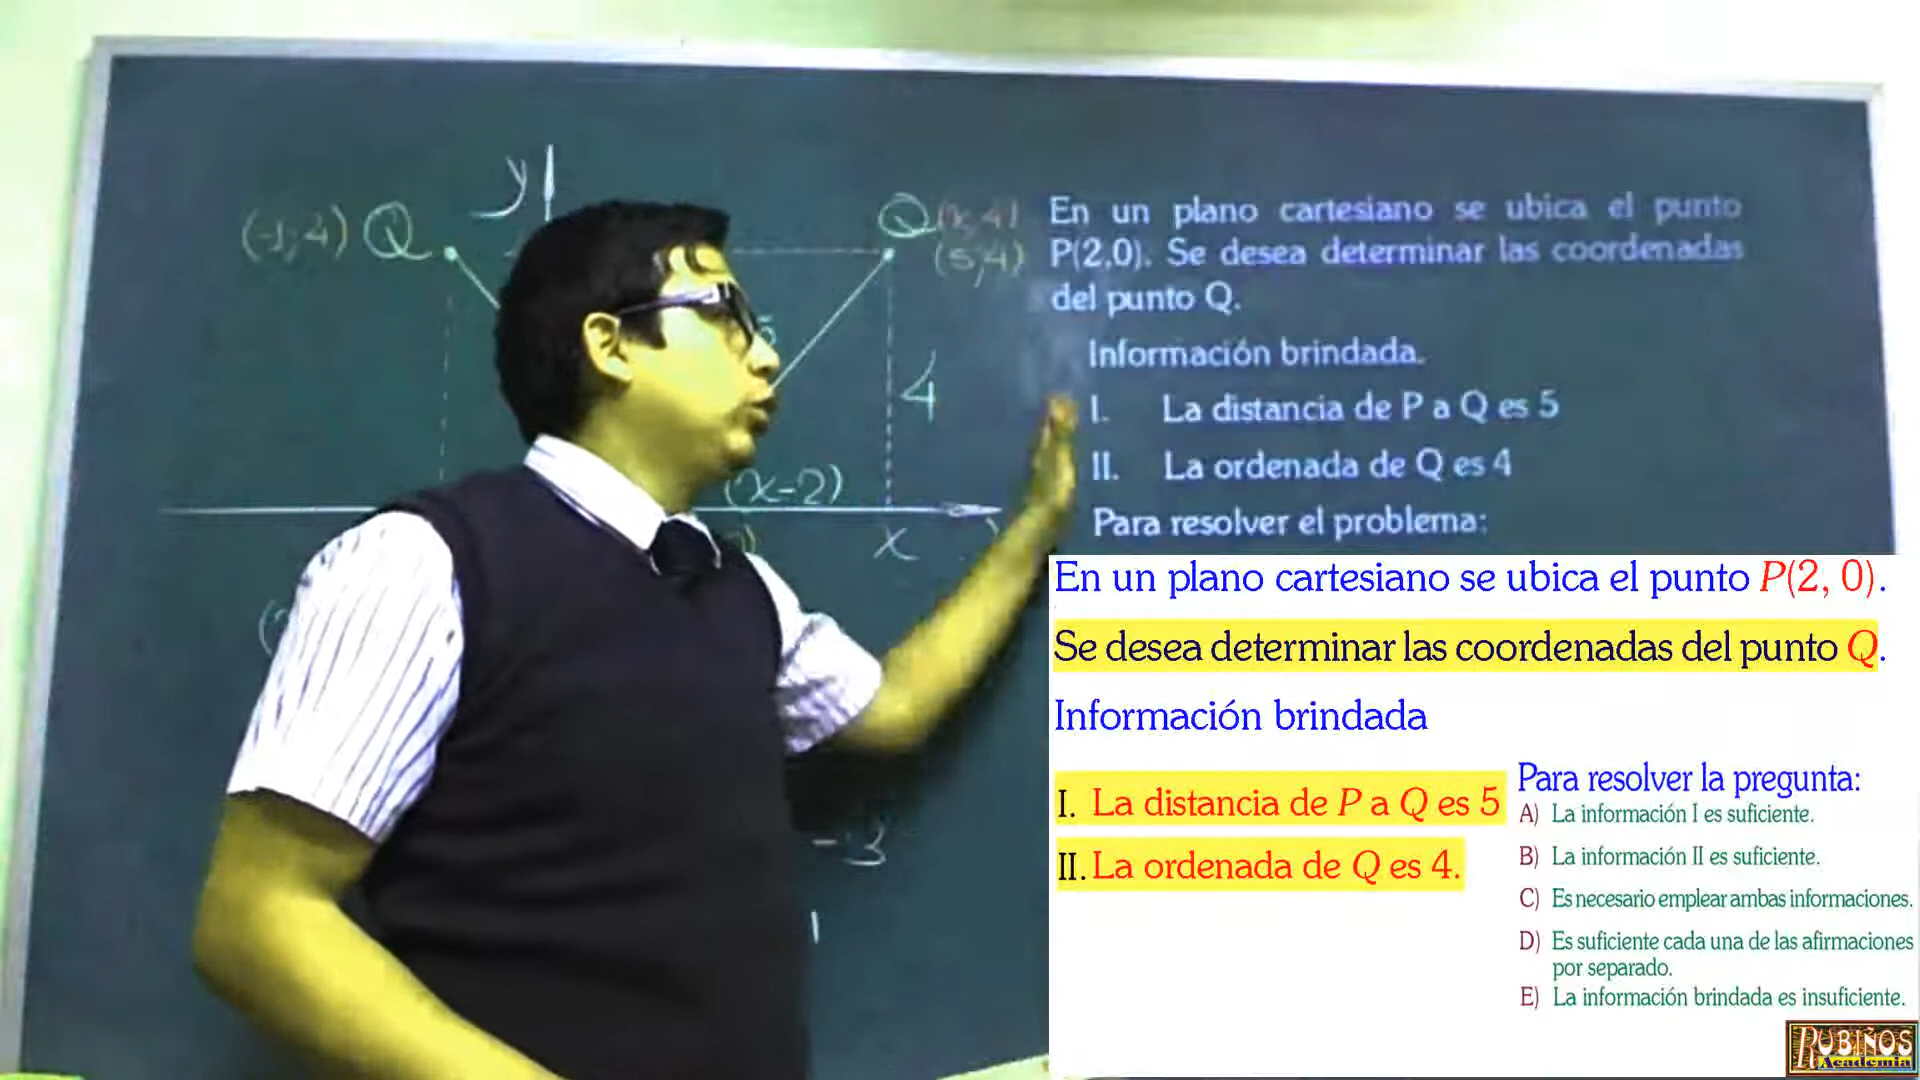 y
(-1;4) Q
Q (x,4)
(5,4)
5
4
(x-2)
x
-3
En un plano cartesiano se ubica el punto
P(2,0). Se desea determinar las coordenadas
del punto Q.
Información brindada.
I. La distancia de P a Q es 5
II. La ordenada de Q es 4
Para resolver el problema:
En un plano cartesiano se ubica el punto P(2, 0).
Se desea determinar las coordenadas del punto Q.
Información brindada
I. La distancia de P a Q es 5
II. La ordenada de Q es 4.
Para resolver la pregunta:
A) La información I es suficiente.
B) La información II es suficiente.
C) Es necesario emplear ambas informaciones.
D) Es suficiente cada una de las afirmaciones
por separado.
E) La información brindada es insuficiente.
RUBIÑOS
Academia